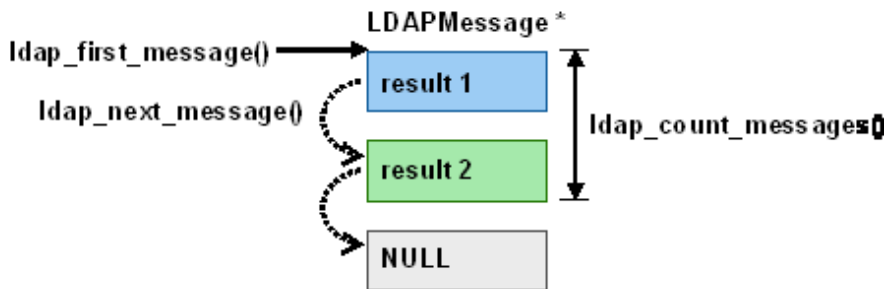 LDAPMessage *
ldap_first_message()
result 1
ldap_next_message()
ldap_count_messages()
result 2
NULL